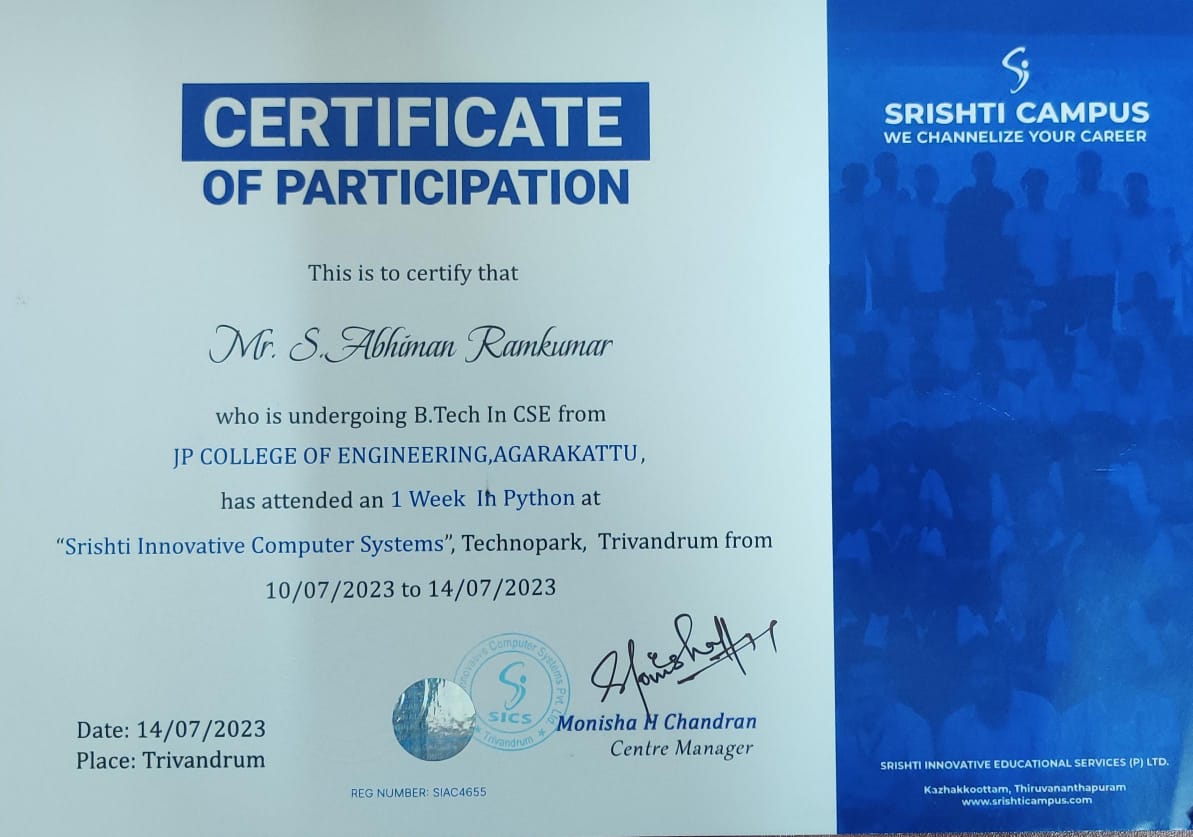 CERTIFICATE
OF PARTICIPATION
This is to certify that
Mr. S.Abhiman Ramkumar
who is undergoing B.Tech In CSE from
JP COLLEGE OF ENGINEERING,AGARAKATTU,
has attended an 1 Week In Python at
“Srishti Innovative Computer Systems”, Technopark, Trivandrum from
10/07/2023 to 14/07/2023
Innovative Computer Systems Pvt. Ltd
SICS
Trivandrum
Monisha H Chandran
Centre Manager
Date: 14/07/2023
Place: Trivandrum
REG NUMBER: SIAC4655
SRISHTI CAMPUS
WE CHANNELIZE YOUR CAREER
SRISHTI INNOVATIVE EDUCATIONAL SERVICES (P) LTD.
Kazhakkoottam, Thiruvananthapuram
www.srishticampus.com